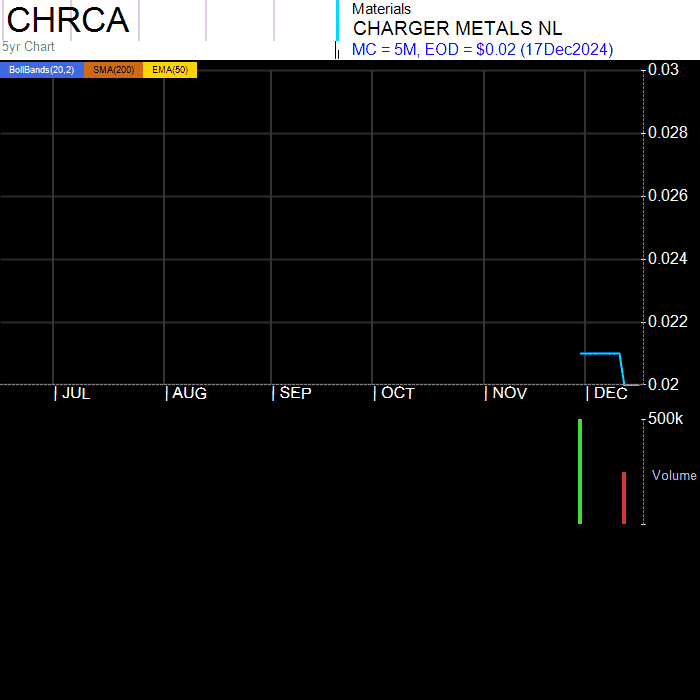 CHRCA
5yr Chart
Materials
CHARGER METALS NL
MC = 5M, EOD = $0.02 (17Dec2024)
BollBands(20,2) SMA(200) EMA(50)
0.03
0.028
0.026
0.024
0.022
0.02
| JUL | AUG | SEP | OCT | NOV | DEC
500k
Volume